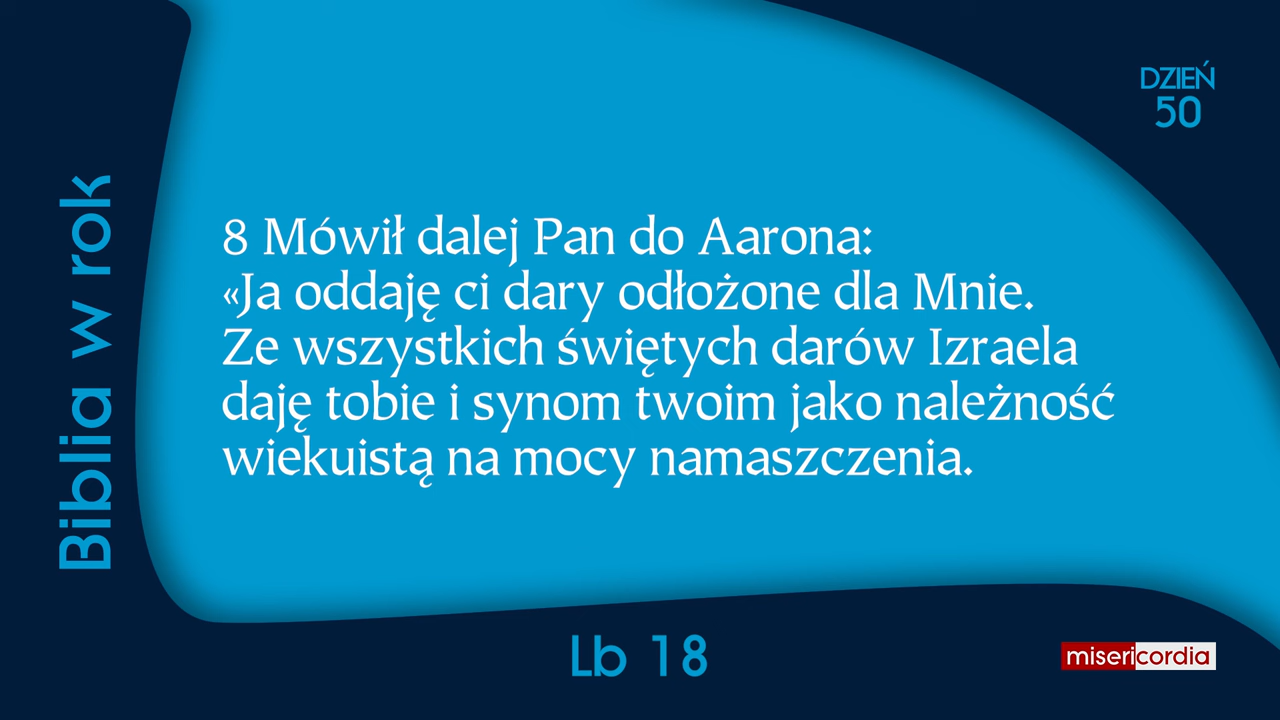 DZIEŃ
50
Biblia w rok
8 Mówił dalej Pan do Aarona:
«Ja oddaję ci dary odłożone dla Mnie.
Ze wszystkich świętych darów Izraela
daję tobie i synom twoim jako należność
wiekuistą na mocy namaszczenia.
Lb 18
misericordia